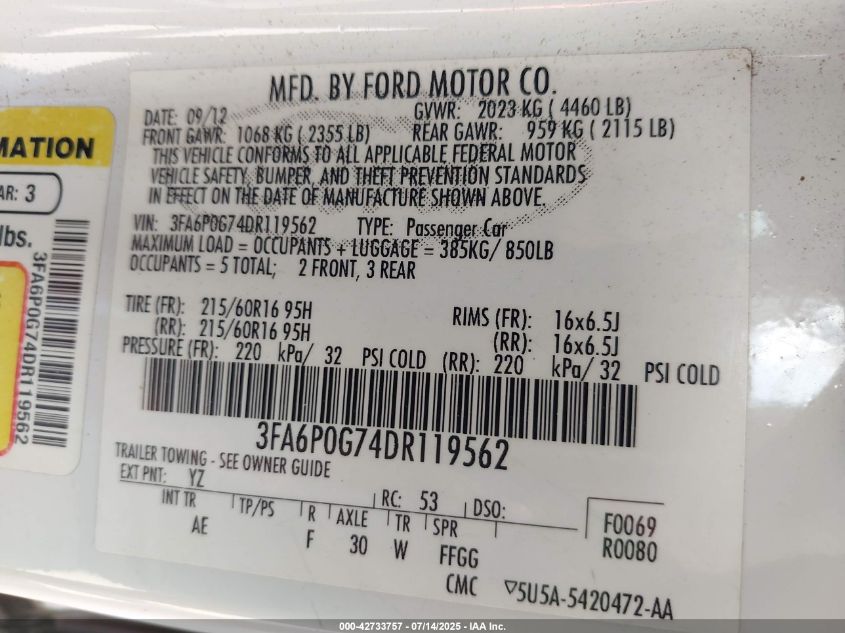 MFD. BY FORD MOTOR CO.
DATE: 09/12 GVWR: 2023 KG ( 4460 LB)
FRONT GAWR: 1068 KG ( 2355 LB) REAR GAWR: 959 KG ( 2115 LB)
THIS VEHICLE CONFORMS TO ALL APPLICABLE FEDERAL MOTOR
VEHICLE SAFETY, BUMPER, AND THEFT PREVENTION STANDARDS
IN EFFECT ON THE DATE OF MANUFACTURE SHOWN ABOVE.
VIN: 3FA6P0G74DR119562 TYPE: Passenger Car
MAXIMUM LOAD = OCCUPANTS + LUGGAGE = 385KG/ 850LB
OCCUPANTS = 5 TOTAL; 2 FRONT, 3 REAR
TIRE (FR): 215/60R16 95H RIMS (FR): 16x6.5J
(RR): 215/60R16 95H (RR): 16x6.5J
PRESSURE (FR): 220 kPa/ 32 PSI COLD (RR): 220 kPa/ 32 PSI COLD
3FA6P0G74DR119562
TRAILER TOWING - SEE OWNER GUIDE
EXT PNT: YZ RC: 53 DSO:
INT TR TP/PS R AXLE TR SPR F0069
AE F 30 W FFGG R0080
CMC 5U5A-5420472-AA
MATION
AR: 3
lbs.
3FA6P0G74DR119562
000-42733757 - 07/14/2025 - IAA Inc.